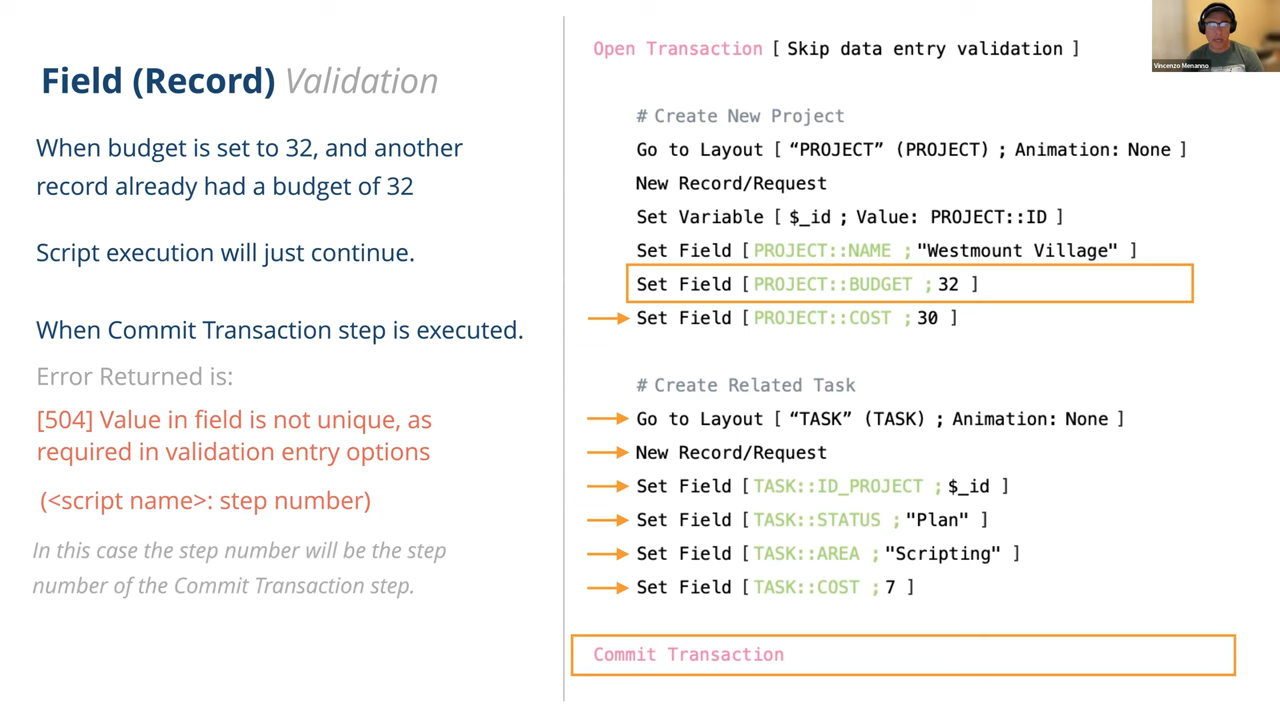 Field (Record) Validation
When budget is set to 32, and another
record already had a budget of 32
Script execution will just continue.
When Commit Transaction step is executed.
Error Returned is:
[504] Value in field is not unique, as
required in validation entry options
(<script name>: step number)
In this case the step number will be the step
number of the Commit Transaction step.
Open Transaction [ Skip data entry validation ]
# Create New Project
Go to Layout [ “PROJECT” (PROJECT) ; Animation: None ]
New Record/Request
Set Variable [ $_id ; Value: PROJECT::ID ]
Set Field [ PROJECT::NAME ; "Westmount Village" ]
Set Field [ PROJECT::BUDGET ; 32 ]
Set Field [ PROJECT::COST ; 30 ]
# Create Related Task
Go to Layout [ “TASK” (TASK) ; Animation: None ]
New Record/Request
Set Field [ TASK::ID_PROJECT ; $_id ]
Set Field [ TASK::STATUS ; "Plan" ]
Set Field [ TASK::AREA ; "Scripting" ]
Set Field [ TASK::COST ; 7 ]
Commit Transaction
Vincenzo Menanno